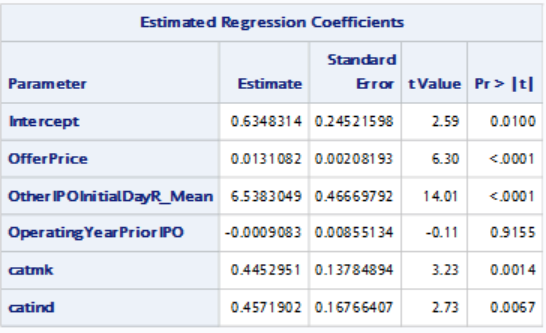 Estimated Regression Coefficients
Parameter Estimate Standard Error t Value Pr > |t|
Intercept 0.6348314 0.24521598 2.59 0.0100
OfferPrice 0.0131082 0.00208193 6.30 <.0001
OtherIPOInitialDayR_Mean 6.5383049 0.46669792 14.01 <.0001
OperatingYearPriorIPO -0.0009083 0.00855134 -0.11 0.9155
catmk 0.4452951 0.13784894 3.23 0.0014
catind 0.4571902 0.16766407 2.73 0.0067